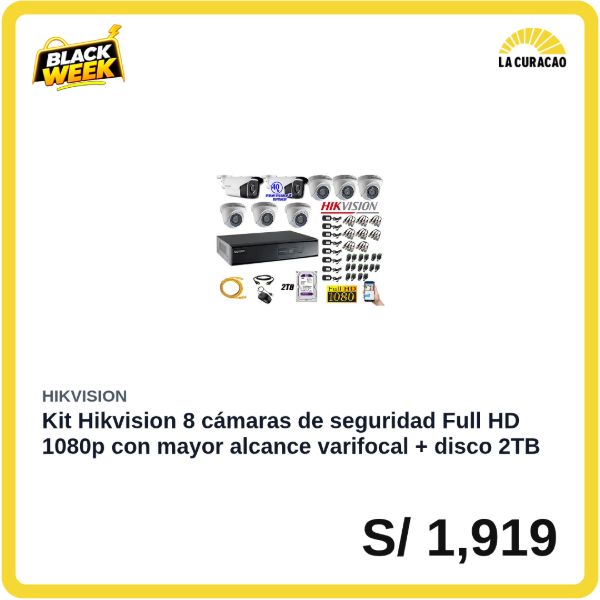 BLACK
WEEK
LA CURACAO
HIKVISION
2TB
Full HD
1080
HIKVISION
Kit Hikvision 8 cámaras de seguridad Full HD
1080p con mayor alcance varifocal + disco 2TB
S/ 1,919